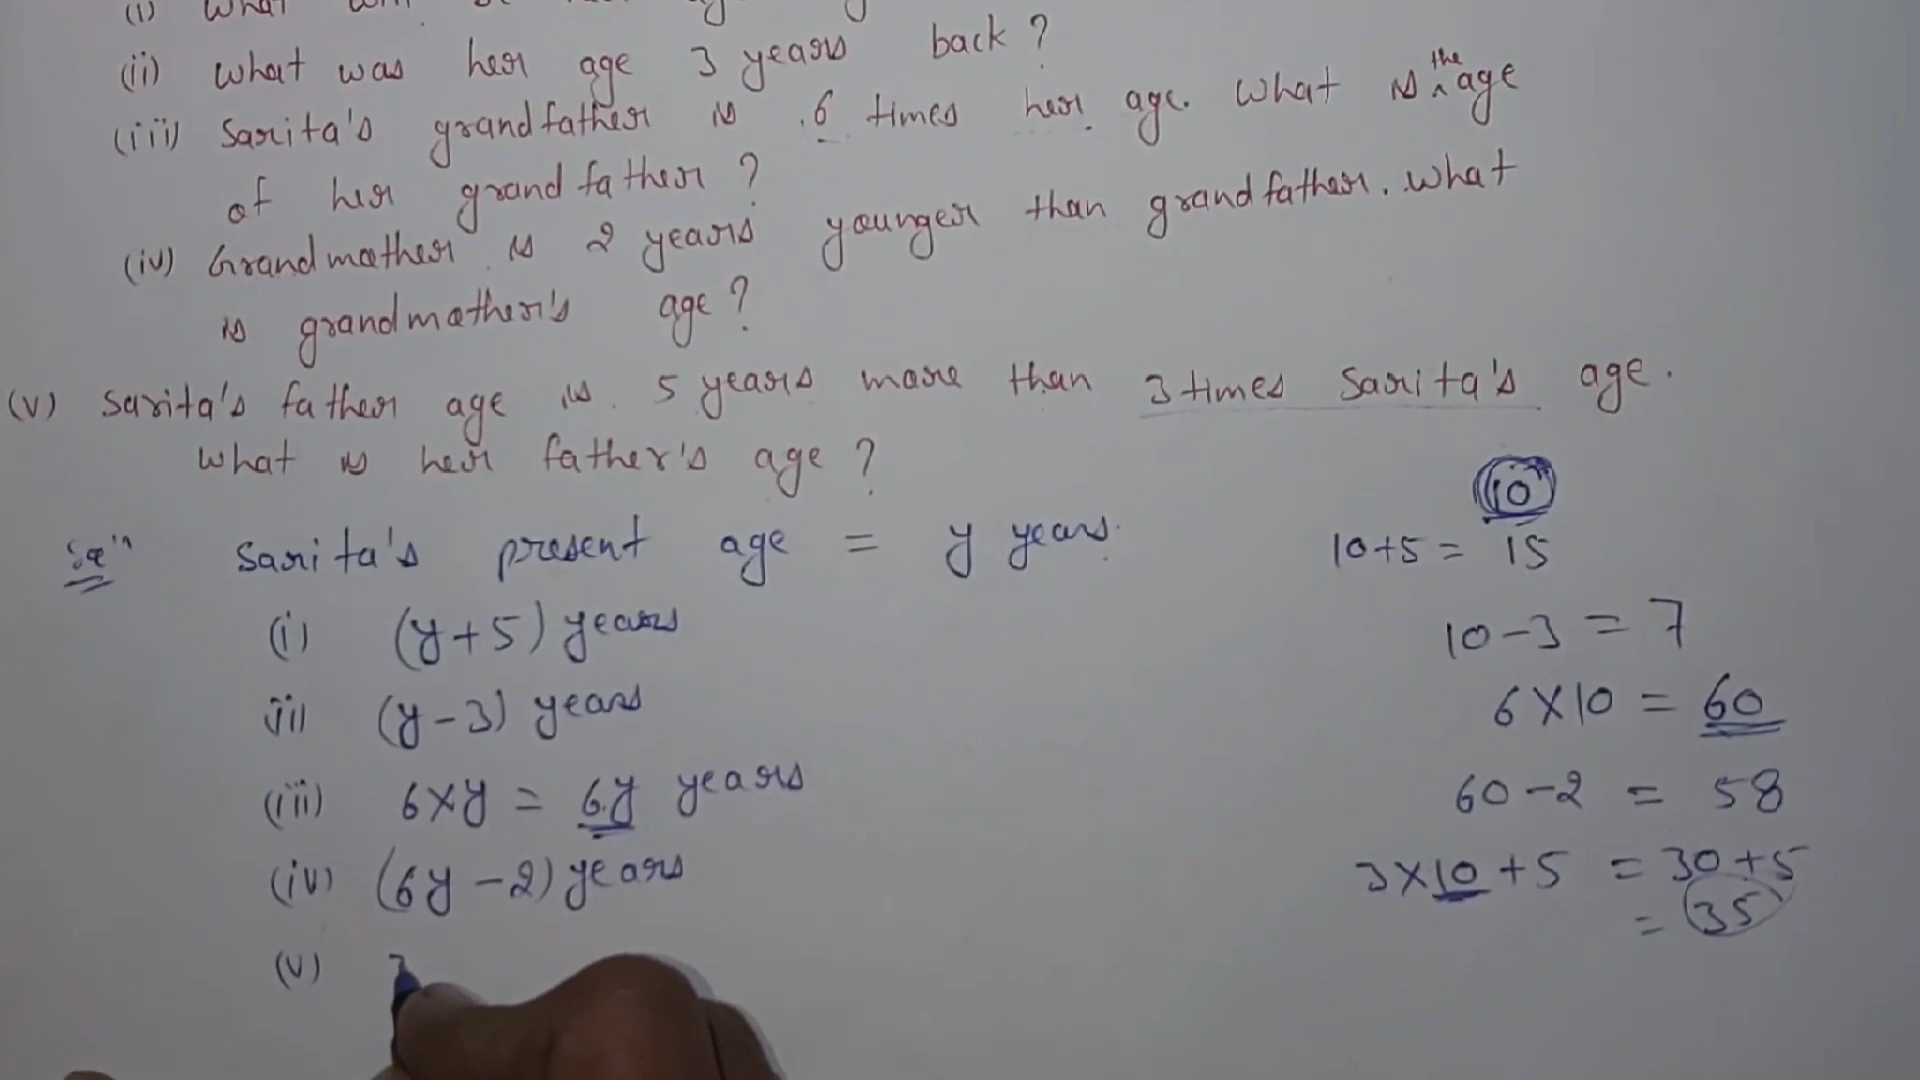 (ii) What was her age 3 years back ?
(iii) Sarita's grandfather is 6 times her age. What is the age
of her grandfather ?
(iv) Grandmother is 2 years younger than grandfather. What
is grandmother's age ?
(v) Sarita's father age is 5 years more than 3 times Sarita's age.
What is her father's age ?
10
Sol'n Sarita's present age = y years.
10+5 = 15
(i) (y+5) years
10-3 = 7
(ii) (y-3) years
6×10 = 60
(iii) 6×y = 6y years
60-2 = 58
(iv) (6y-2) years
3×10+5 = 30+5
= 35
(v)